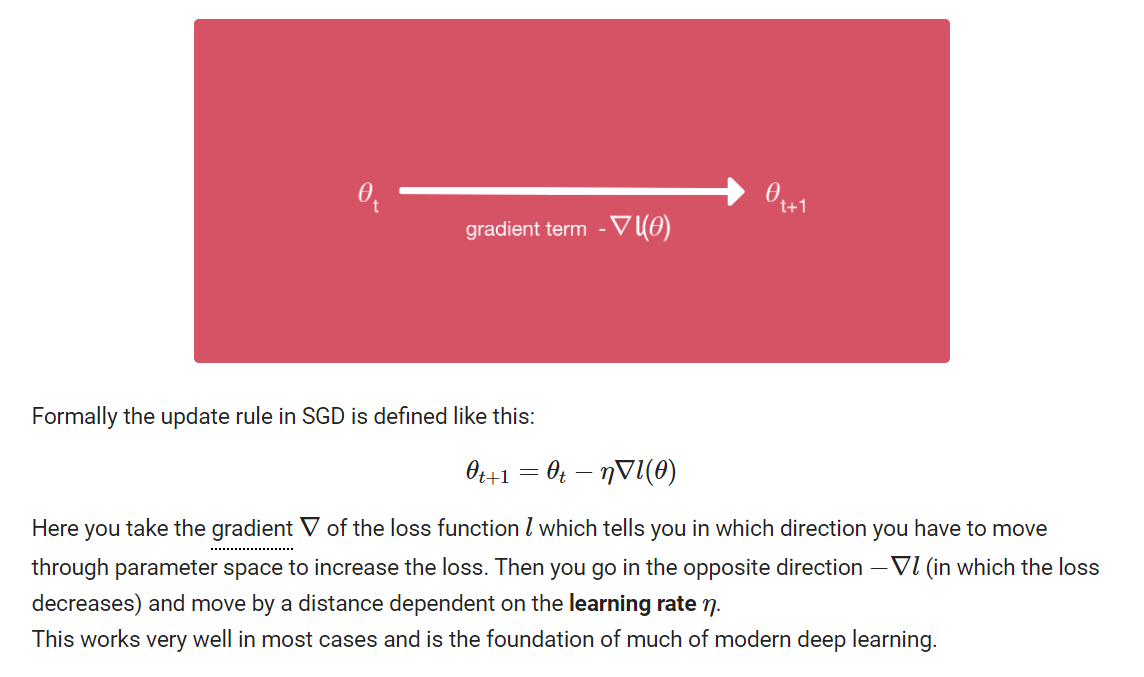 θt θt+1
gradient term - ∇l(θ)
Formally the update rule in SGD is defined like this:
θt+1 = θt − η∇l(θ)
Here you take the gradient ∇ of the loss function l which tells you in which direction you have to move
through parameter space to increase the loss. Then you go in the opposite direction −∇l (in which the loss
decreases) and move by a distance dependent on the learning rate η.
This works very well in most cases and is the foundation of much of modern deep learning.